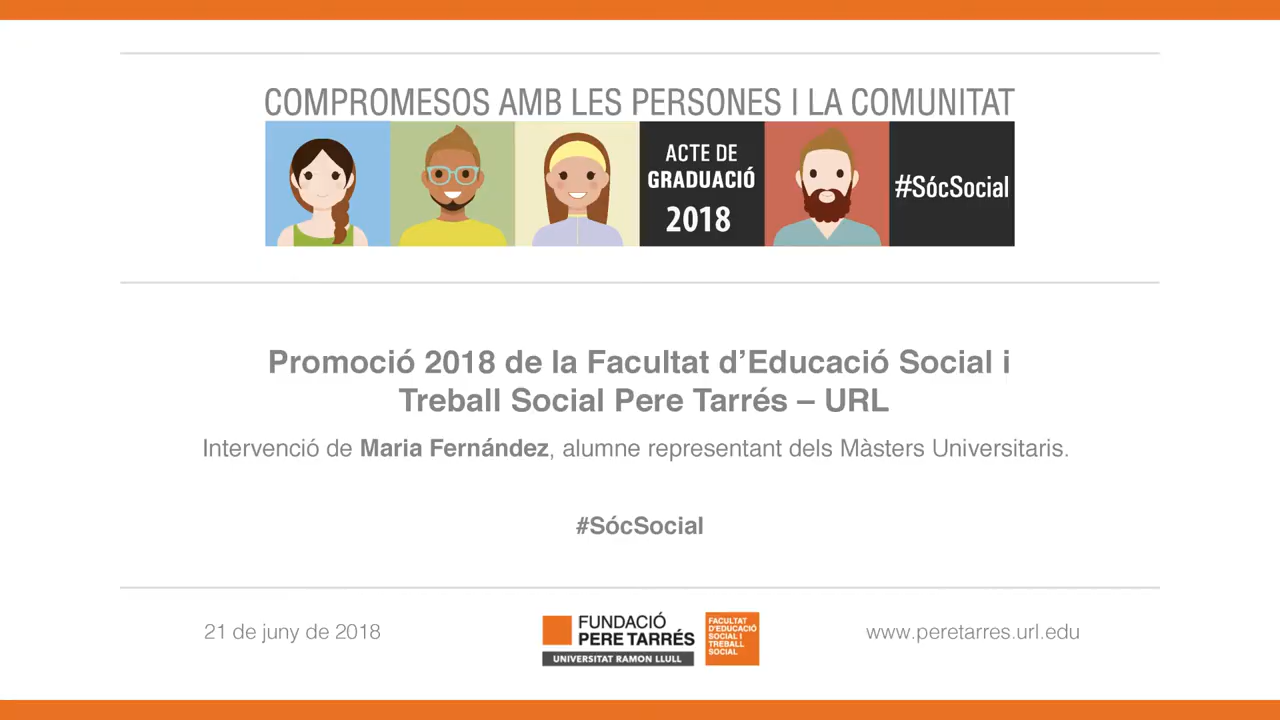 COMPROMESOS AMB LES PERSONES I LA COMUNITAT
ACTE DE
GRADUACIÓ
2018
#SócSocial
Promoció 2018 de la Facultat d’Educació Social i
Treball Social Pere Tarrés – URL
Intervenció de Maria Fernández, alumne representant dels Màsters Universitaris.
#SócSocial
21 de juny de 2018
FUNDACIÓ
PERE TARRÉS
UNIVERSITAT RAMON LLULL
FACULTAT
D'EDUCACIÓ
SOCIAL I
TREBALL
SOCIAL
www.peretarres.url.edu